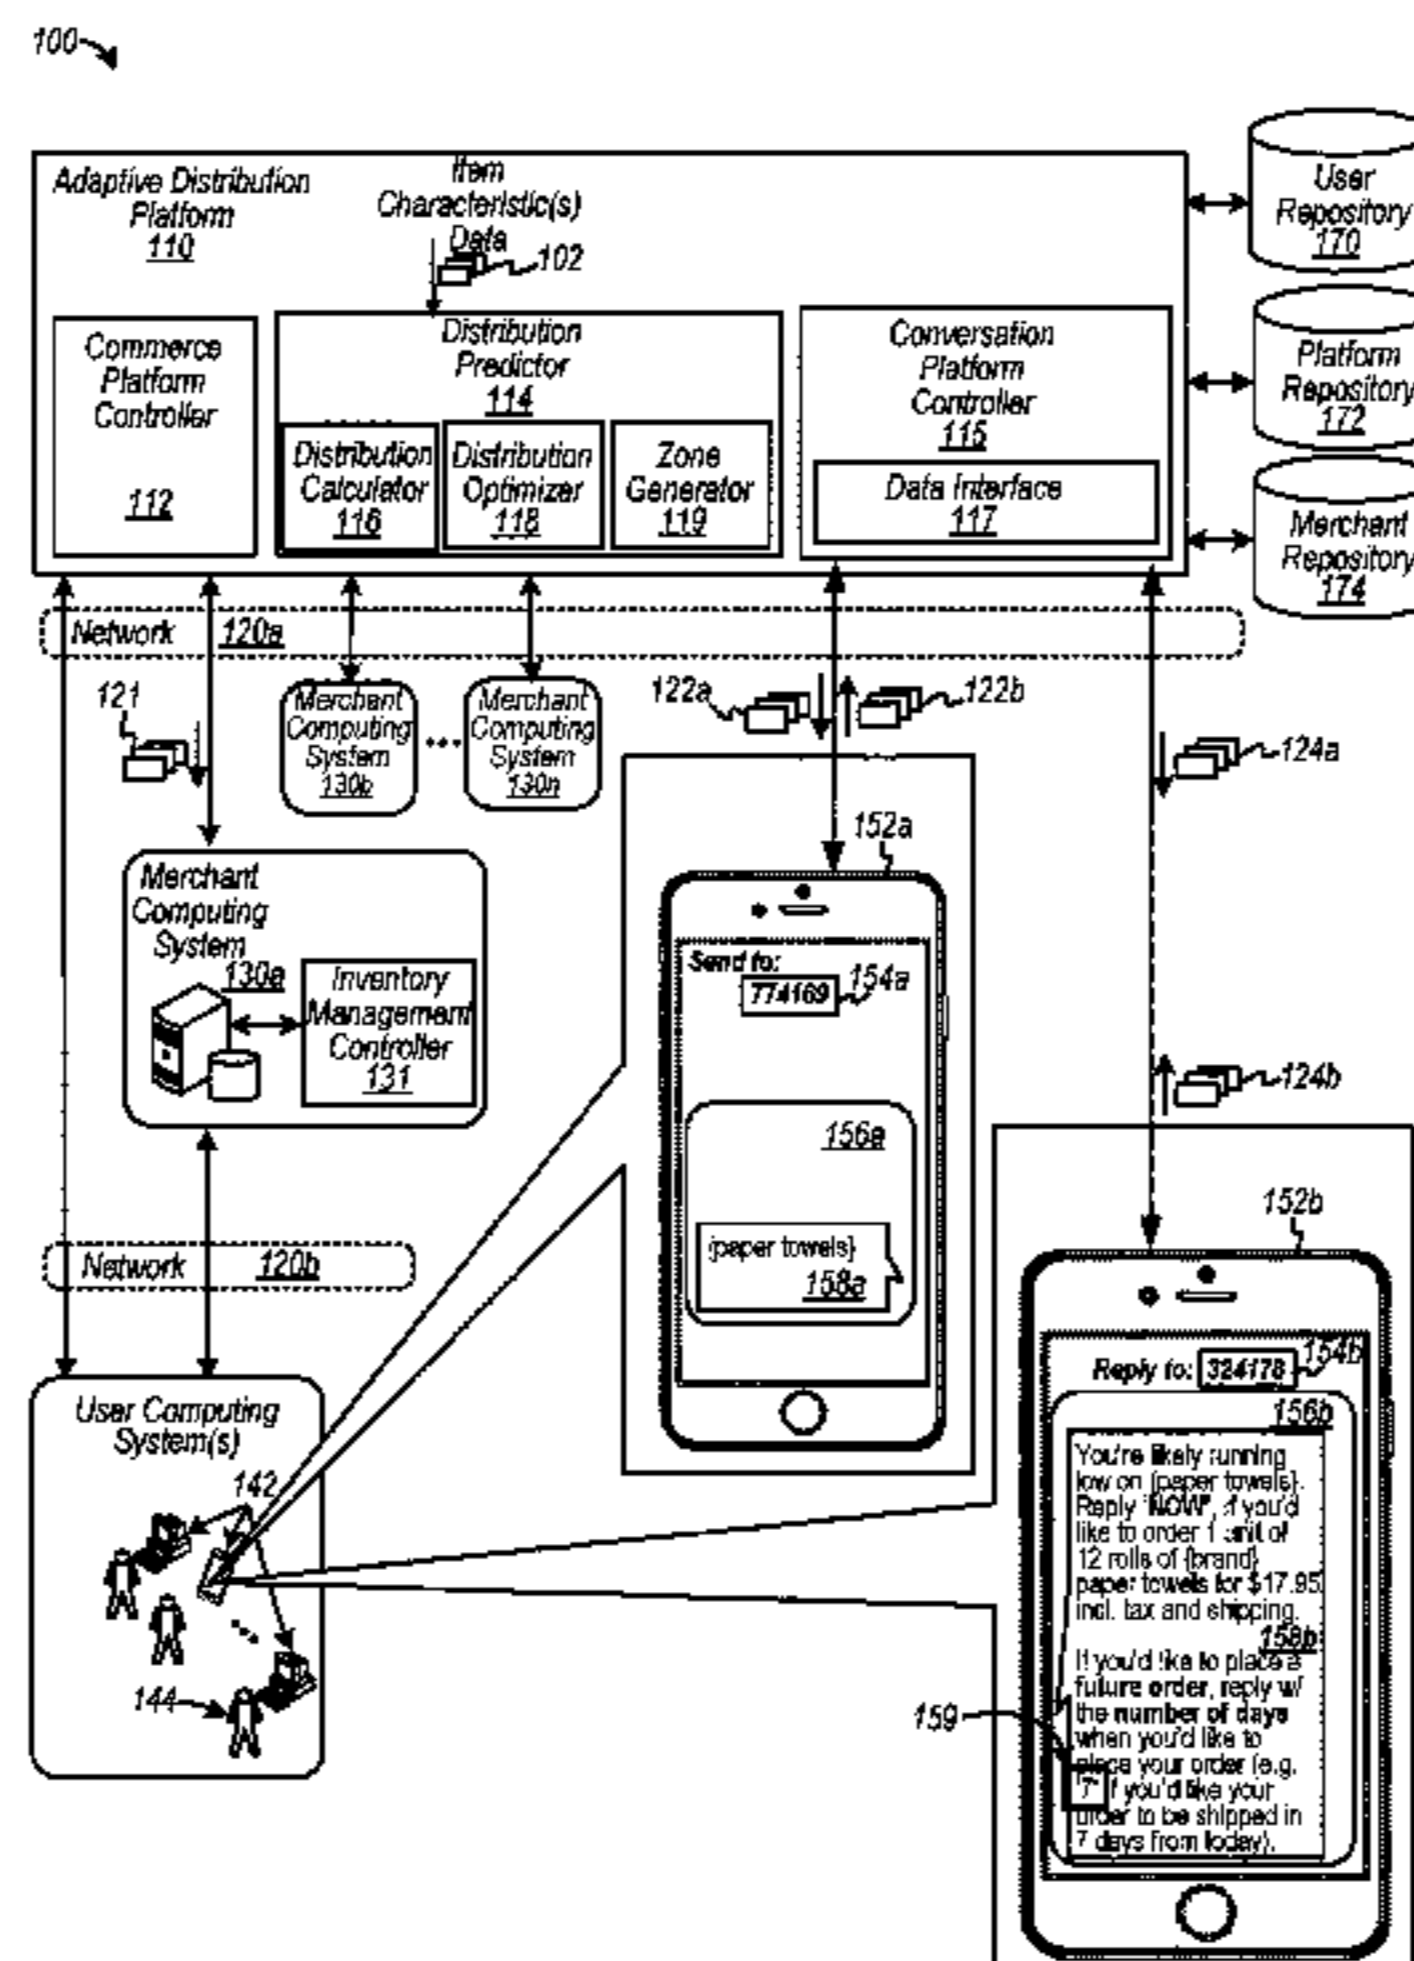 100
Adaptive Distribution
Platform
110
Item
Characteristic(s)
Data
102
User
Repository
170
Commerce
Platform
Controller
112
Distribution
Predictor
114
Distribution
Calculator
116
Distribution
Optimizer
118
Zone
Generator
119
Conversation
Platform
Controller
115
Data Interface
117
Platform
Repository
172
Merchant
Repository
174
Network 120a
121
Merchant
Computing
System
130b
...
Merchant
Computing
System
130n
122a
122b
124a
Merchant
Computing
System
130a
Inventory
Management
Controller
131
152a
Send to:
774169
154a
156a
{paper towels}
158a
124b
Network 120b
152b
User Computing
System(s)
142
144
Reply to: 324178
154b
156b
You're likely running
low on {paper towels}.
Reply "NOW", if you'd
like to order 1 unit of
12 rolls of {brand}
paper towels for $17.95
incl. tax and shipping.
158b
If you'd like to place a
future order, reply w/
the number of days
when you'd like to
place your order (e.g.
'7' if you'd like your
order to be shipped in
7 days from today).
159